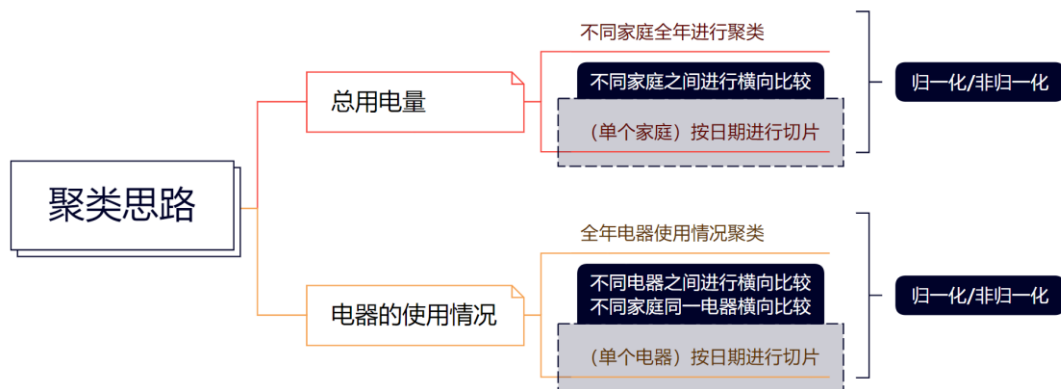 聚类思路
总用电量
不同家庭全年进行聚类
不同家庭之间进行横向比较
（单个家庭）按日期进行切片
归一化/非归一化
电器的使用情况
全年电器使用情况聚类
不同电器之间进行横向比较
不同家庭同一电器横向比较
（单个电器）按日期进行切片
归一化/非归一化